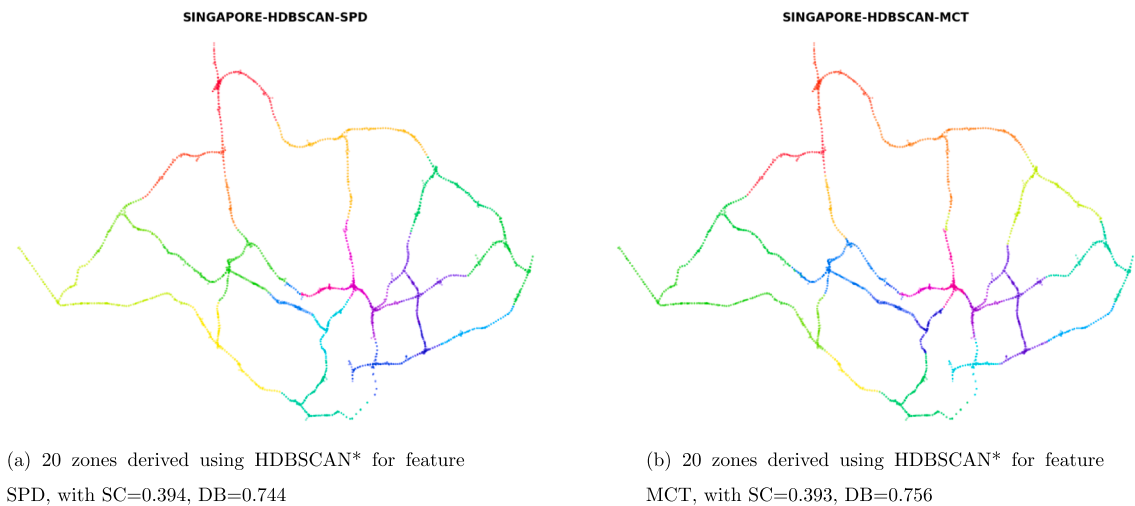 SINGAPORE-HDBSCAN-SPD
SINGAPORE-HDBSCAN-MCT
(a) 20 zones derived using HDBSCAN* for feature
SPD, with SC=0.394, DB=0.744
(b) 20 zones derived using HDBSCAN* for feature
MCT, with SC=0.393, DB=0.756